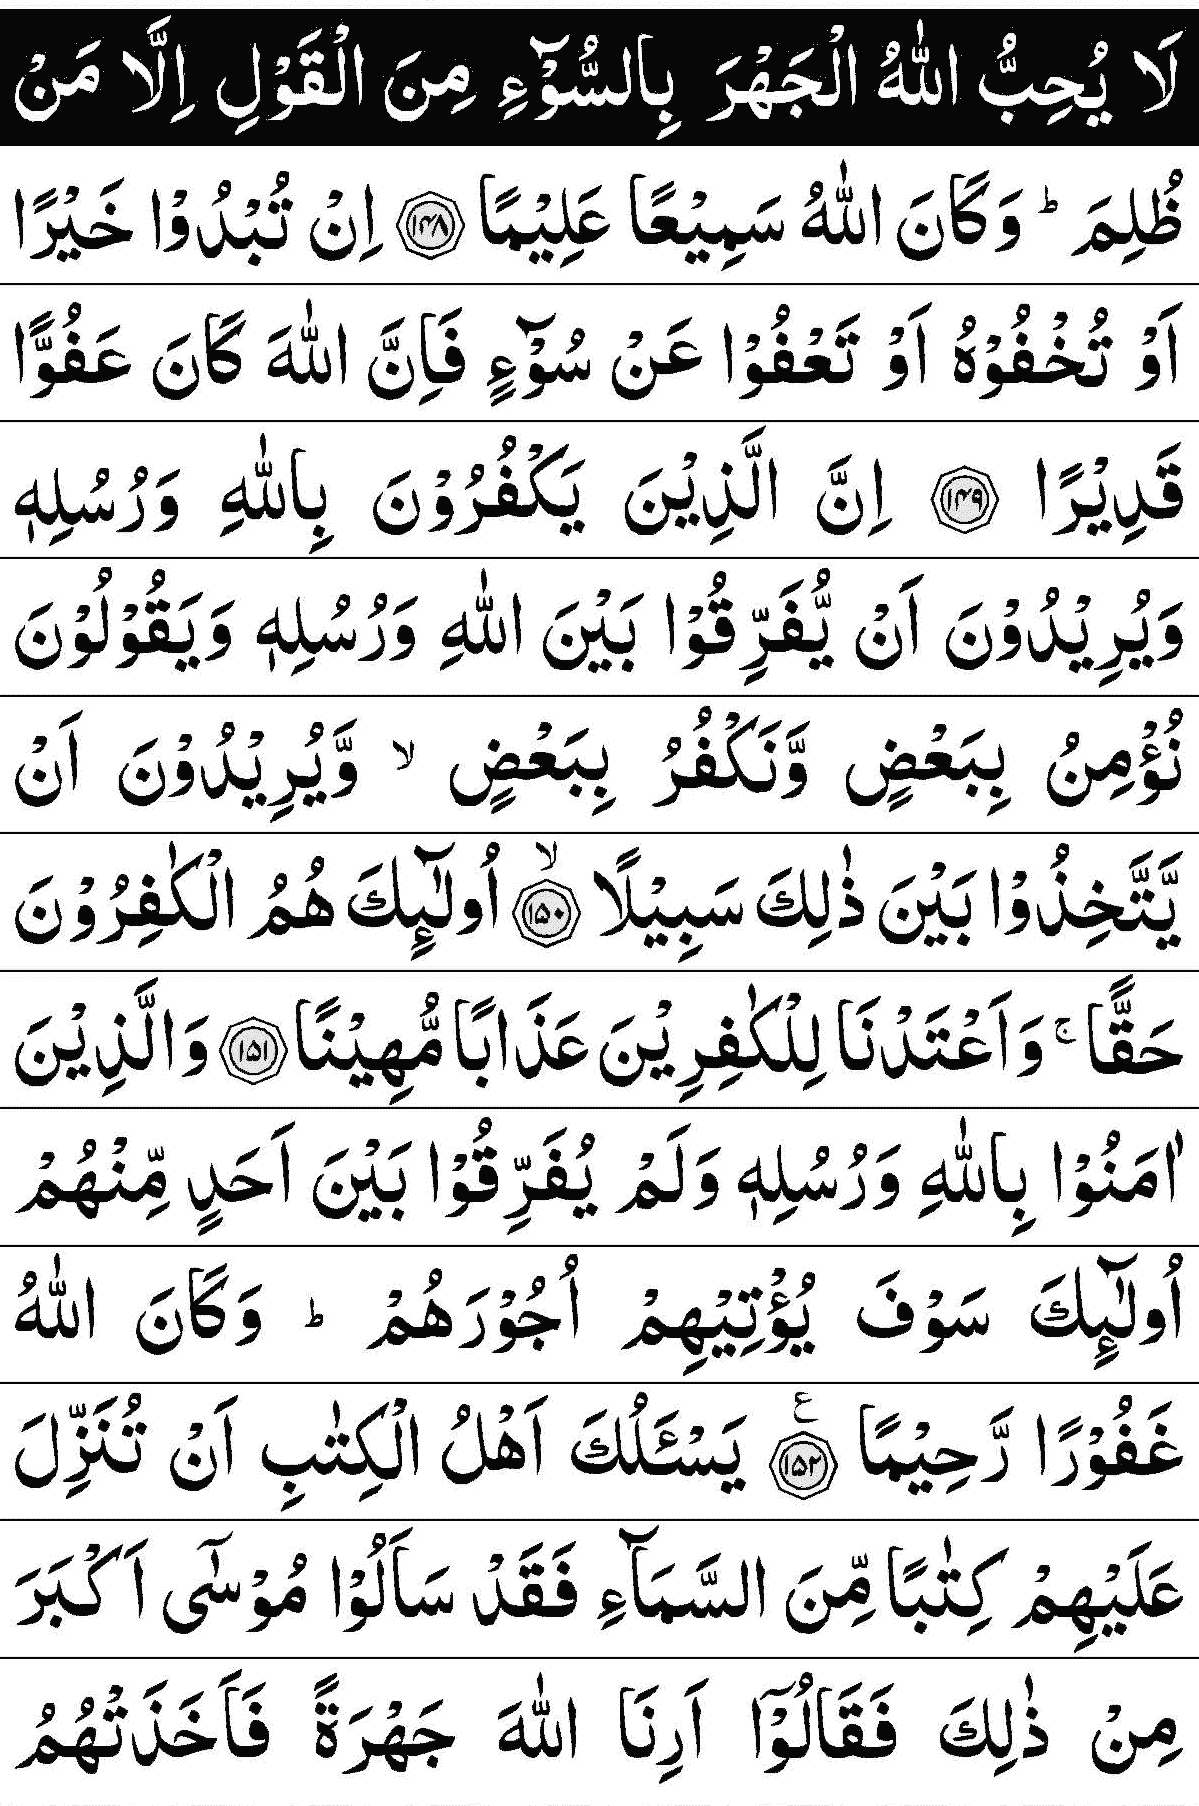 لَا يُحِبُّ اللّٰهُ الْجَهْرَ بِالسُّوْٓءِ مِنَ الْقَوْلِ اِلَّا مَنْ
ظُلِمَ ؕ وَكَانَ اللّٰهُ سَمِيْعًا عَلِيْمًا ۝۱۴۸ اِنْ تُبْدُوْا خَيْرًا
اَوْ تُخْفُوْهُ اَوْ تَعْفُوْا عَنْ سُوْٓءٍ فَاِنَّ اللّٰهَ كَانَ عَفُوًّا
قَدِيْرًا ۝۱۴۹ اِنَّ الَّذِيْنَ يَكْفُرُوْنَ بِاللّٰهِ وَرُسُلِهٖ
وَيُرِيْدُوْنَ اَنْ يُّفَرِّقُوْا بَيْنَ اللّٰهِ وَرُسُلِهٖ وَيَقُوْلُوْنَ
نُؤْمِنُ بِبَعْضٍ وَّنَكْفُرُ بِبَعْضٍ ۙ وَّيُرِيْدُوْنَ اَنْ
يَّتَّخِذُوْا بَيْنَ ذٰلِكَ سَبِيْلًا ۝۱۵۰ ۙ اُولٰٓئِكَ هُمُ الْكٰفِرُوْنَ
حَقًّا ۚ وَاَعْتَدْنَا لِلْكٰفِرِيْنَ عَذَابًا مُّهِيْنًا ۝۱۵۱ وَالَّذِيْنَ
اٰمَنُوْا بِاللّٰهِ وَرُسُلِهٖ وَلَمْ يُفَرِّقُوْا بَيْنَ اَحَدٍ مِّنْهُمْ
اُولٰٓئِكَ سَوْفَ يُؤْتِيْهِمْ اُجُوْرَهُمْ ؕ وَكَانَ اللّٰهُ
غَفُوْرًا رَّحِيْمًا ۝۱۵۲ ع يَسْـَٔلُكَ اَهْلُ الْكِتٰبِ اَنْ تُنَزِّلَ
عَلَيْهِمْ كِتٰبًا مِّنَ السَّمَآءِ فَقَدْ سَاَلُوْا مُوْسٰٓى اَكْبَرَ
مِنْ ذٰلِكَ فَقَالُوْٓا اَرِنَا اللّٰهَ جَهْرَةً فَاَخَذَتْهُمُ